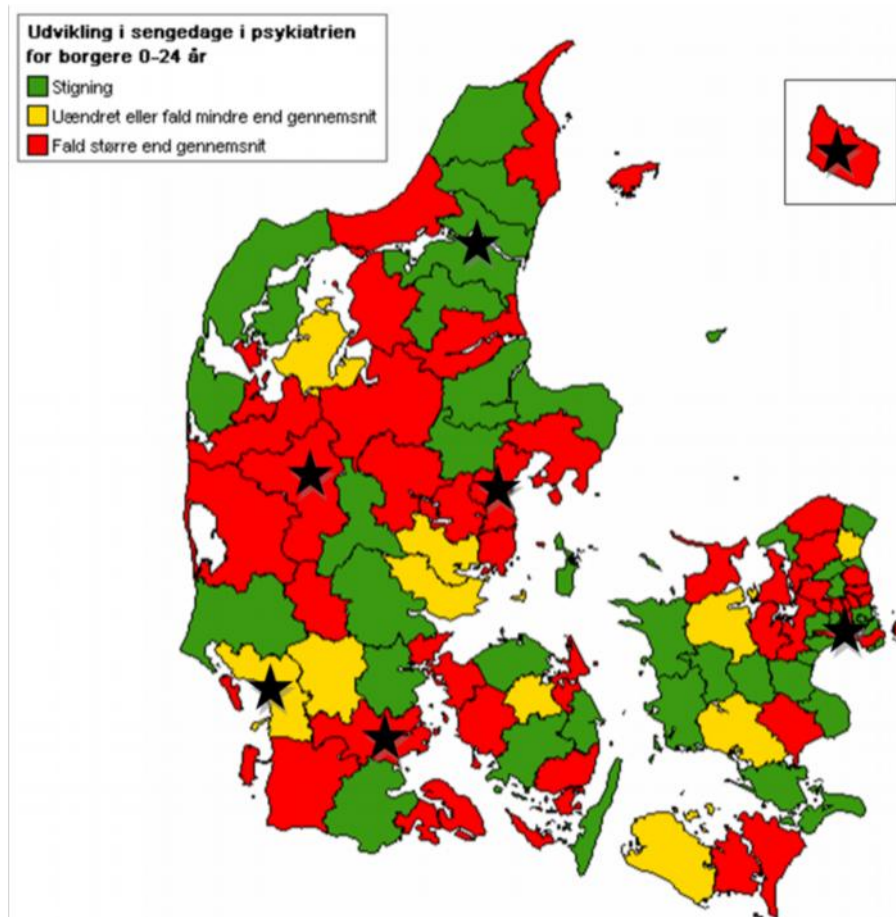 Udvikling i sengedage i psykiatrien
for borgere 0-24 år
Stigning
Uændret eller fald mindre end gennemsnit
Fald større end gennemsnit